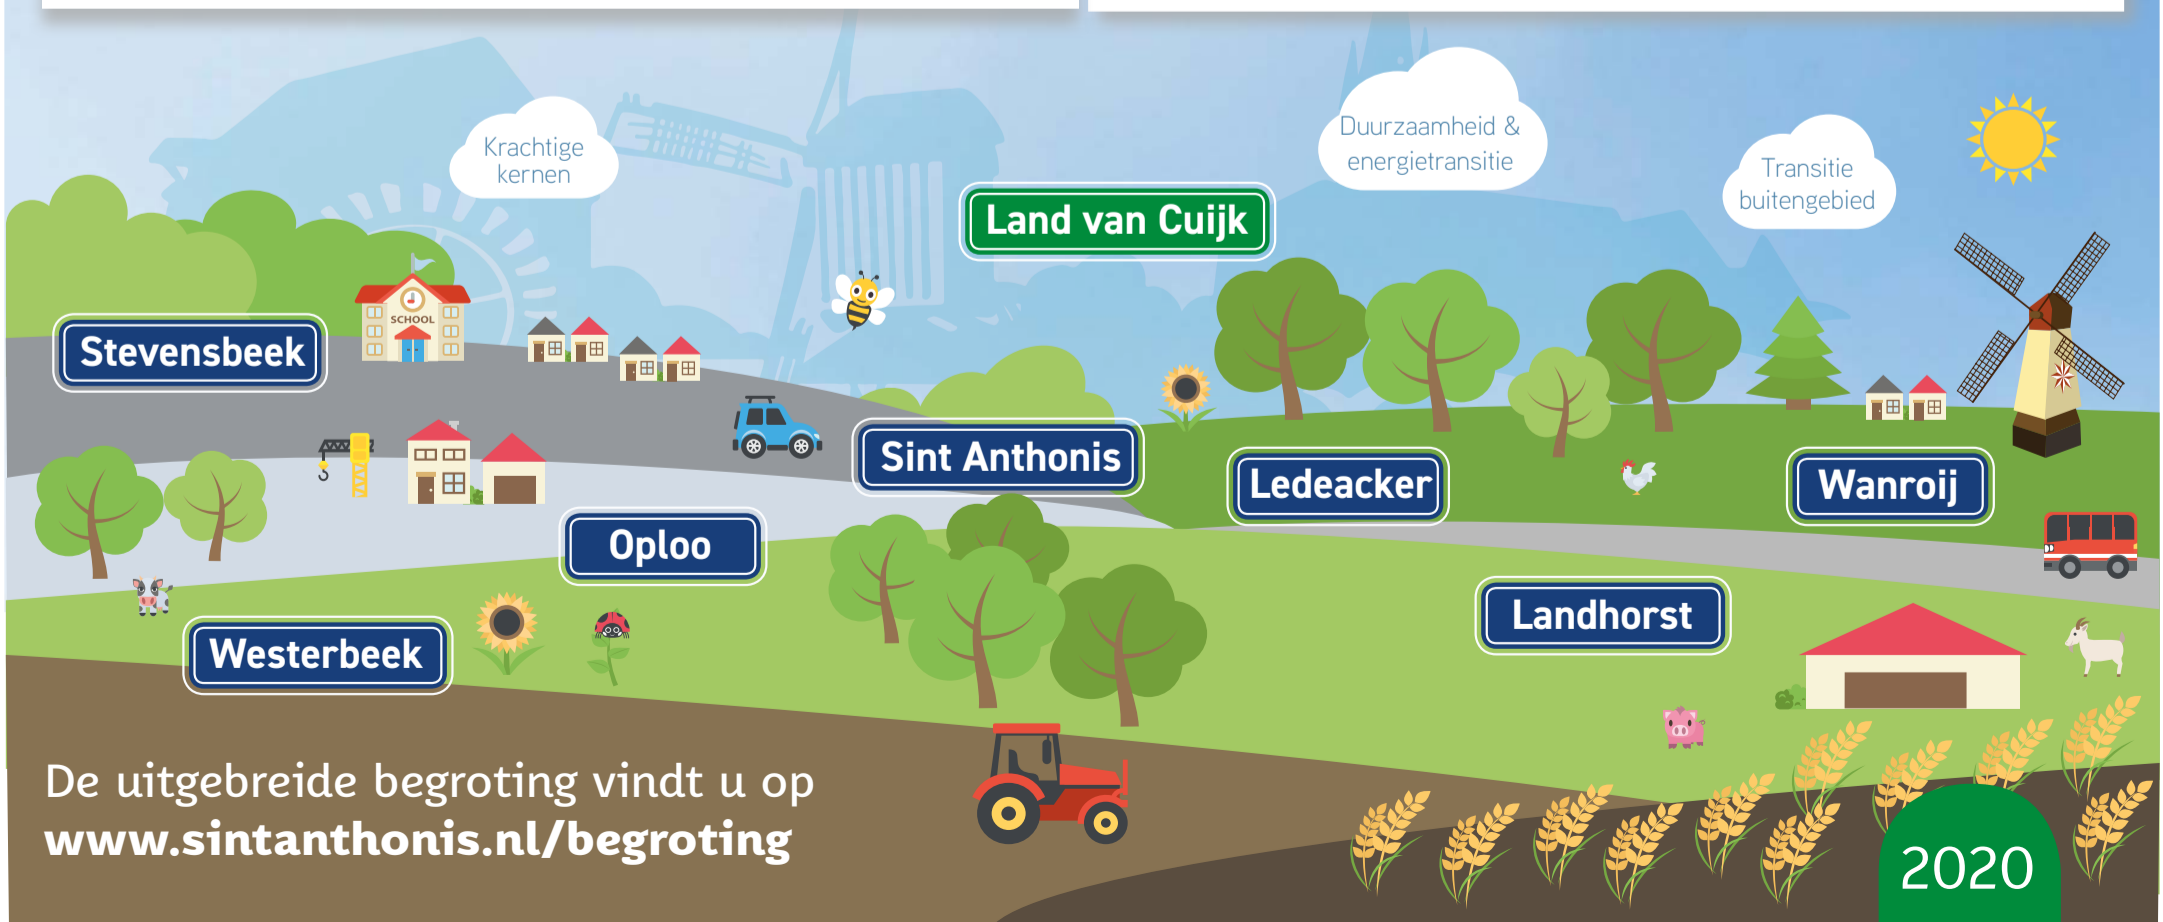 Krachtige
kernen
Duurzaamheid &
energietransitie
Transitie
buitengebied
Land van Cuijk
SCHOOL
Stevensbeek
Sint Anthonis
Ledeacker
Wanroij
Oploo
Landhorst
Westerbeek
De uitgebreide begroting vindt u op
www.sintanthonis.nl/begroting
2020